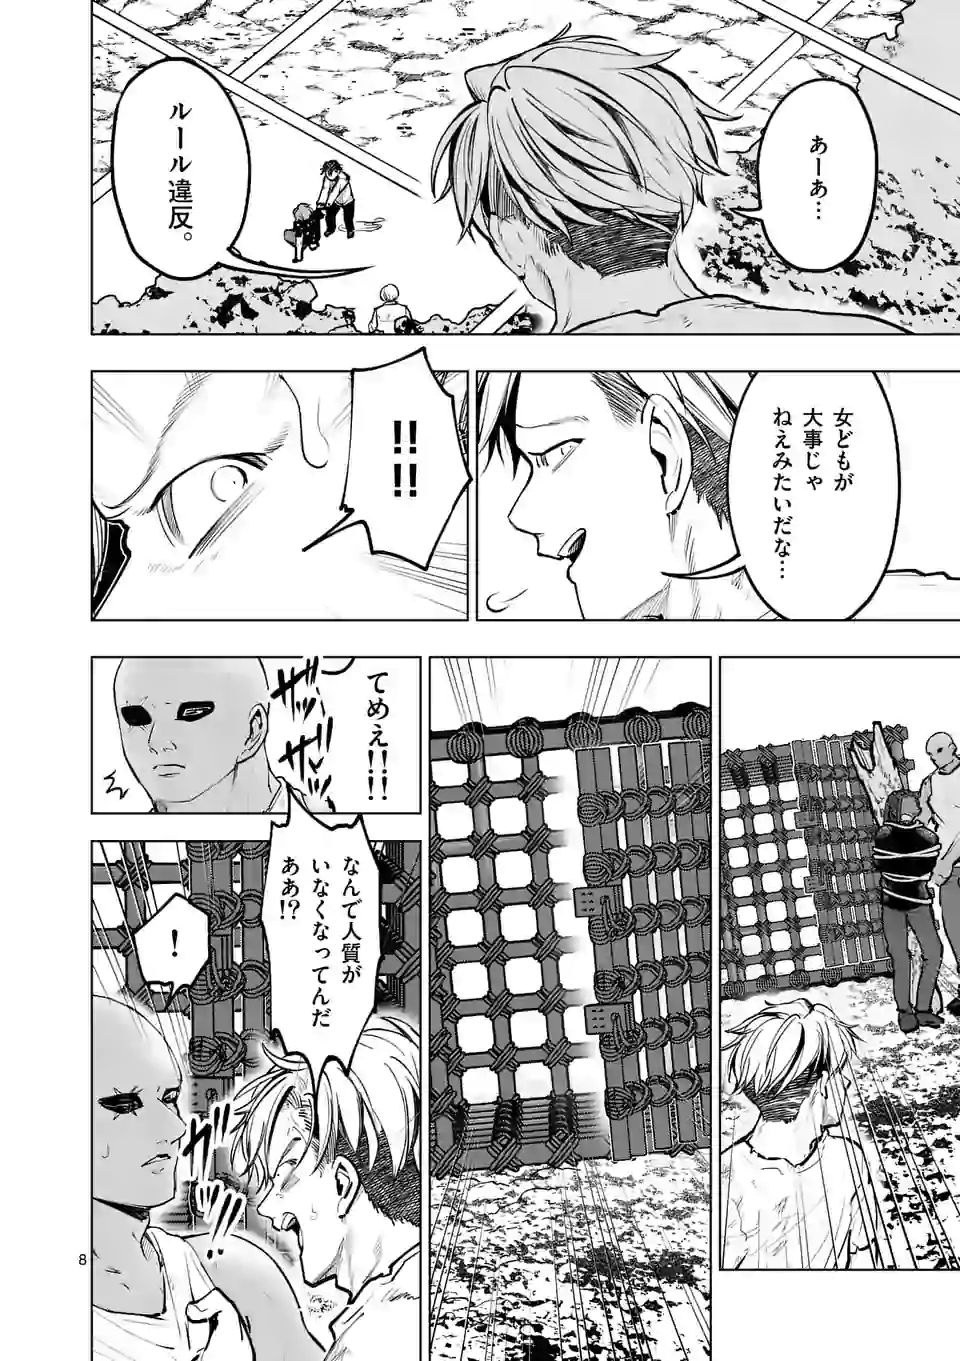 あーあ…
ルール違反。
女どもが
大事じゃ
ねえみたいだな…
!!!!
てめえ!!!
ザッ
ザッ
なんで人質が
いなくなってんだ
ああ!?
!
ガッ
8